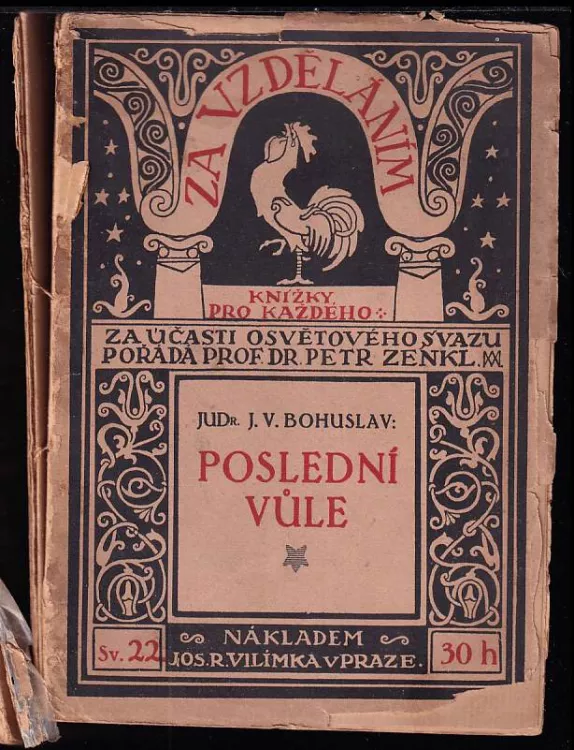 ZA VZDĚLÁNÍM
KNÍŽKY
PRO KAŽDÉHO
ZA ÚČASTI OSVĚTOVÉHO SVAZU
POŘÁDÁ PROF. DR. PETR ZENKL.
JUDR. J. V. BOHUSLAV:
POSLEDNÍ
VŮLE
NÁKLADEM
JOS. R. VILÍMKA V PRAZE.
Sv. 22
30 h